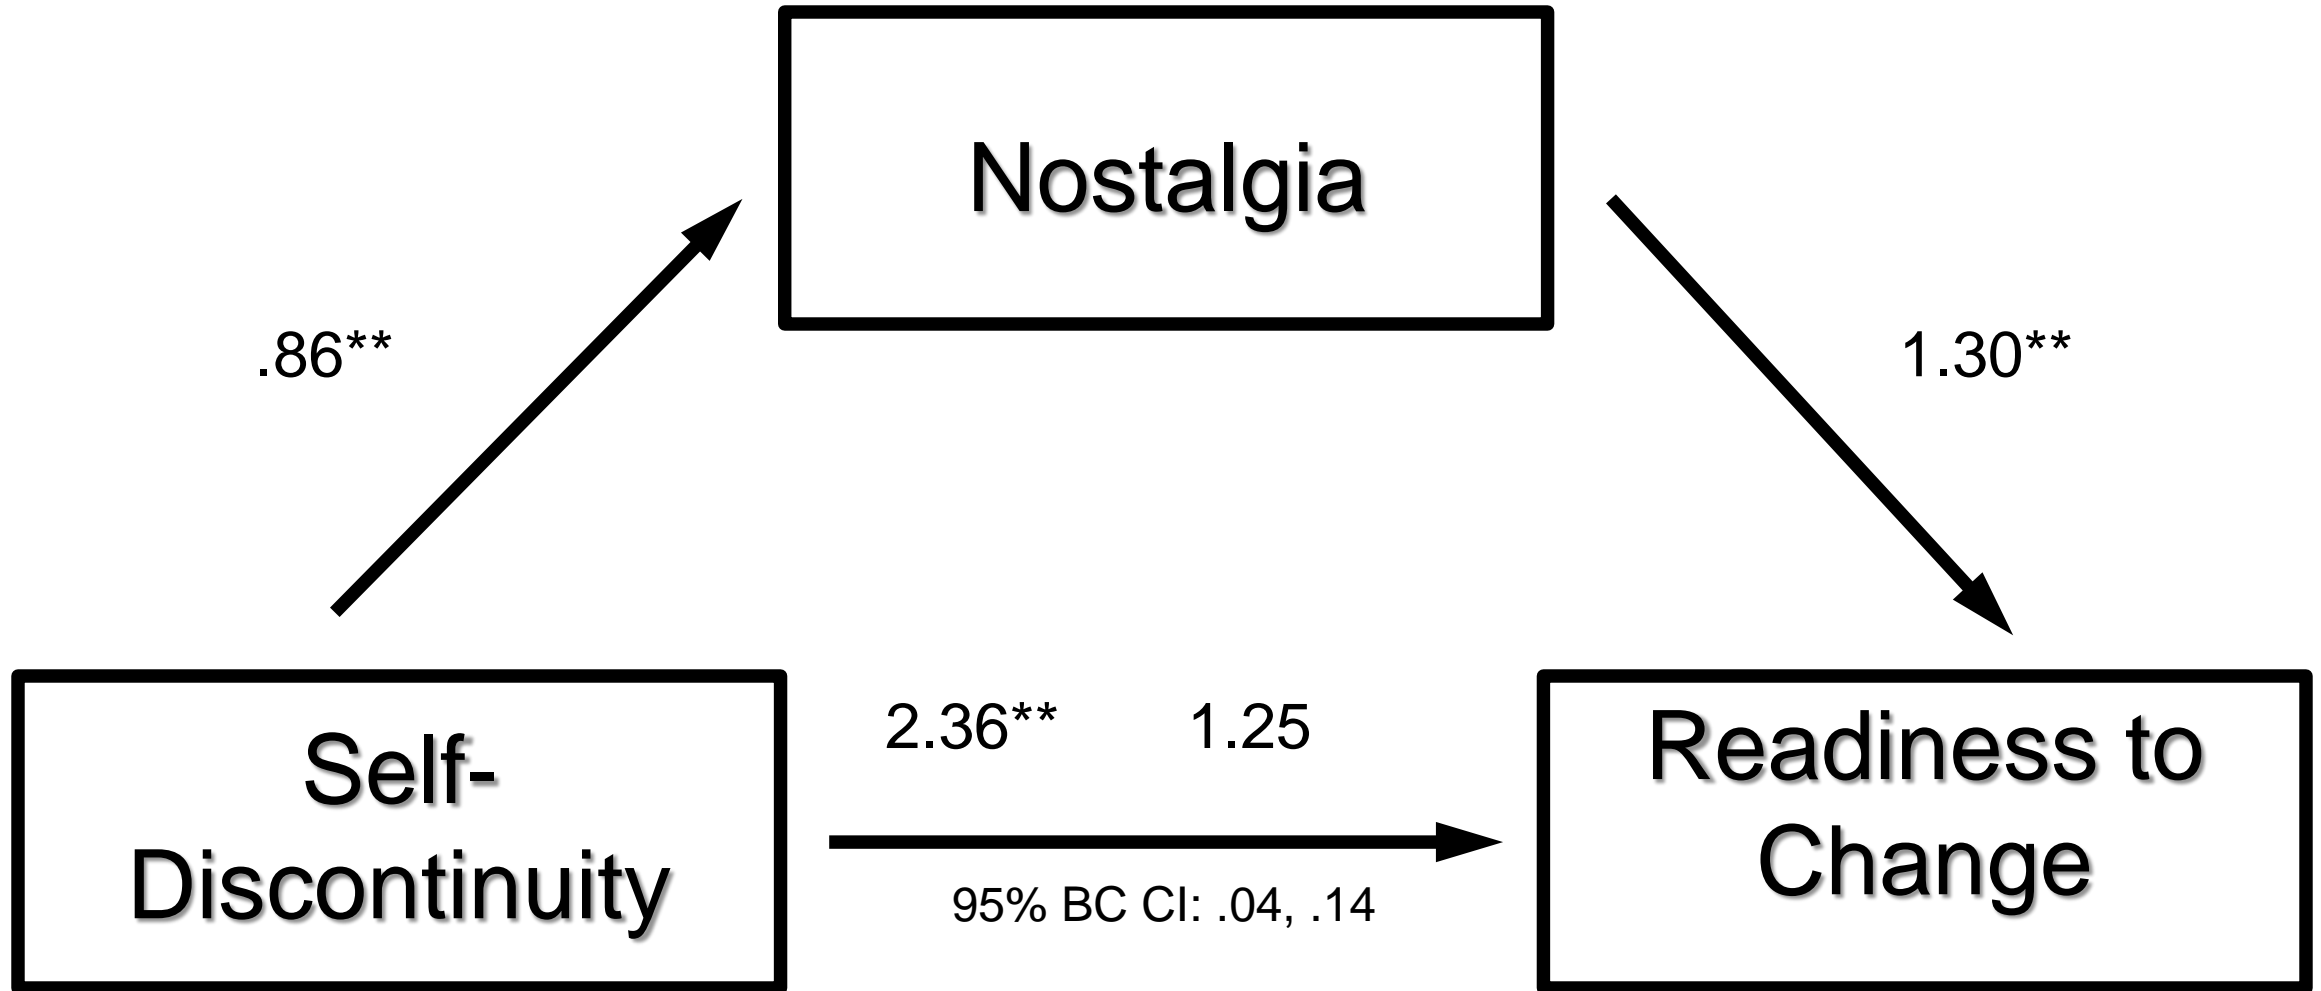 Nostalgia
.86**
1.30**
2.36** 1.25
Self-
Discontinuity
Readiness to
Change
95% BC CI: .04, .14